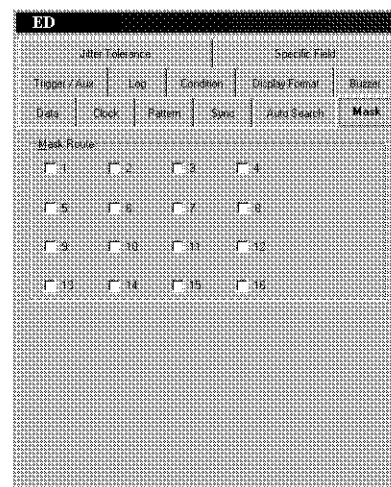 ED
Jitter Tolerance Specific Field
Trigger / Aux Log Condition Display Format Buzzer
Data Clock Pattern Sync Auto Search Mask
Mask Route
1 2 3 4
5 6 7 8
9 10 11 12
13 14 15 16